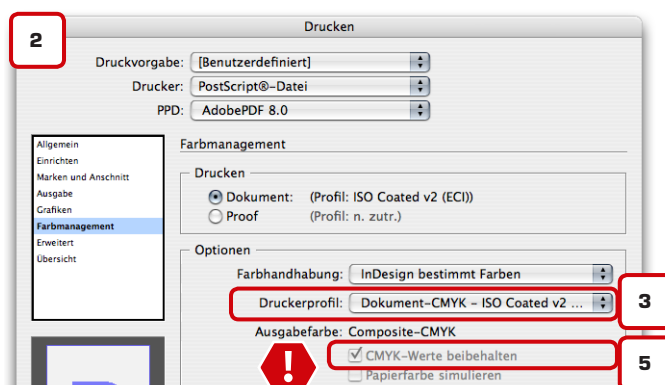 Drucken
2
Druckvorgabe: [Benutzerdefiniert]
Drucker: PostScript®-Datei
PPD: AdobePDF 8.0
Allgemein
Einrichten
Marken und Anschnitt
Ausgabe
Grafiken
Farbmanagement
Erweitert
Übersicht
Farbmanagement
Drucken
Dokument: (Profil: ISO Coated v2 (ECI))
Proof (Profil: n. zutr.)
Optionen
Farbhandhabung: InDesign bestimmt Farben
Druckerprofil: Dokument-CMYK - ISO Coated v2 ...
3
Ausgabefarbe: Composite-CMYK
!
CMYK-Werte beibehalten
5
Papierfarbe simulieren